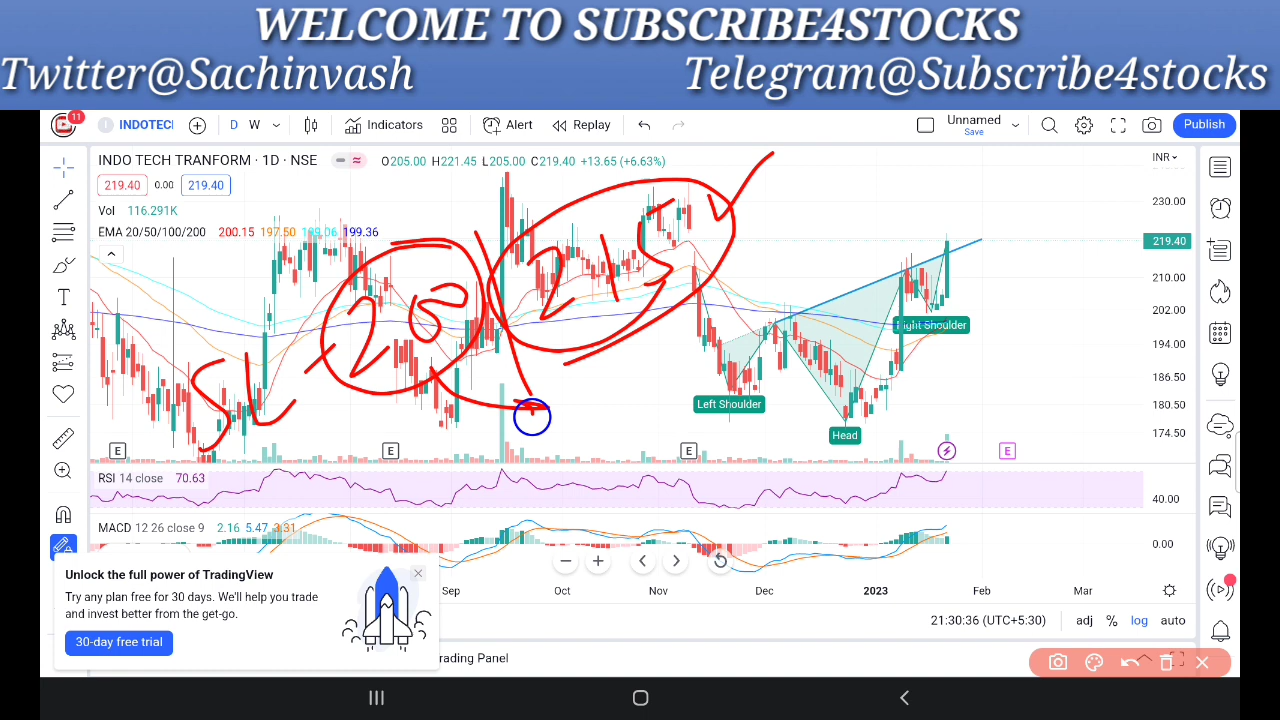 WELCOME TO SUBSCRIBE4STOCKS
Twitter@Sachinvash Telegram@Subscribe4stocks
11 INDOTECI D W Indicators Alert Replay Unnamed Save Publish
INDO TECH TRANFORM · 1D · NSE O205.00 H221.45 L205.00 C219.40 +13.65 (+6.63%) INR
219.40 0.00 219.40
Vol 116.291K
EMA 20/50/100/200 200.15 197.50 199.06 199.36
230.00
219.40
210.00
202.00
194.00
186.50
180.50
174.50
215
SL - 20
Right Shoulder
Left Shoulder
Head
E E E E
RSI 14 close 70.63
40.00
MACD 12 26 close 9 2.16 5.47 3.31
0.00
Sep Oct Nov Dec 2023 Feb Mar
Unlock the full power of TradingView
Try any plan free for 30 days. We'll help you trade
and invest better from the get-go.
30-day free trial
21:30:36 (UTC+5:30) adj % log auto
rading Panel